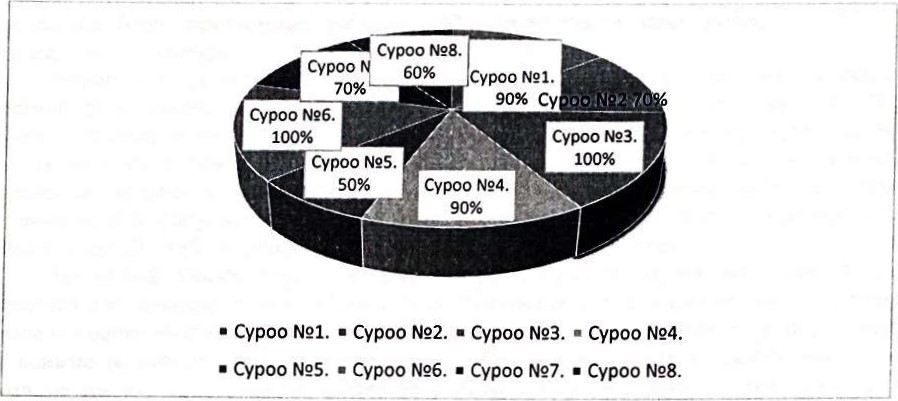 Суроо №8.
60%
Суроо №
70%
Суроо №1.
90%
Суроо №2 70%
Суроо №6.
100%
Суроо №3.
100%
Суроо №5.
50%
Суроо №4.
90%
▪ Суроо №1. ▪ Суроо №2. ▪ Суроо №3. ▪ Суроо №4.
▪ Суроо №5. ▪ Суроо №6. ▪ Суроо №7. ▪ Суроо №8.